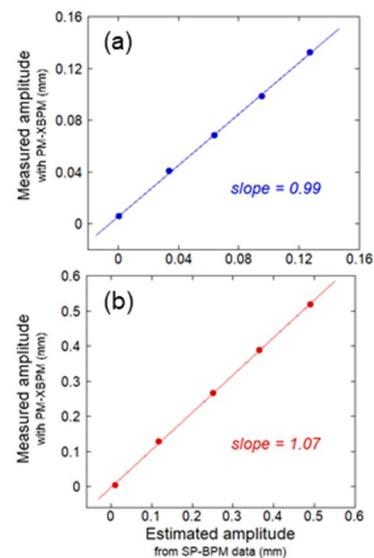 (a)
Measured amplitude
with PM-XBPM (mm)
0.16
0.12
0.08
0.04
0
slope = 0.99
0 0.04 0.08 0.12 0.16
(b)
Measured amplitude
with PM-XBPM (mm)
0.6
0.5
0.4
0.3
0.2
0.1
0
slope = 1.07
0 0.1 0.2 0.3 0.4 0.5 0.6
Estimated amplitude
from SP-BPM data (mm)